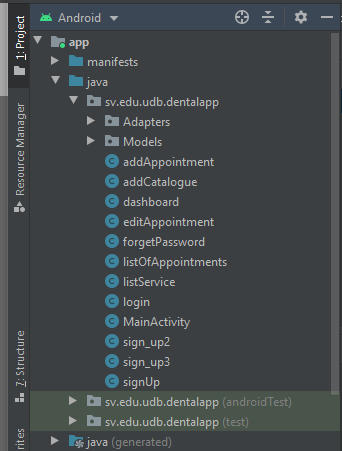 1: Project
Resource Manager
7: Structure
rites
Android
app
manifests
java
sv.edu.udb.dentalapp
Adapters
Models
addAppointment
addCatalogue
dashboard
editAppointment
forgetPassword
listOfAppointments
listService
login
MainActivity
sign_up2
sign_up3
signUp
sv.edu.udb.dentalapp (androidTest)
sv.edu.udb.dentalapp (test)
java (generated)